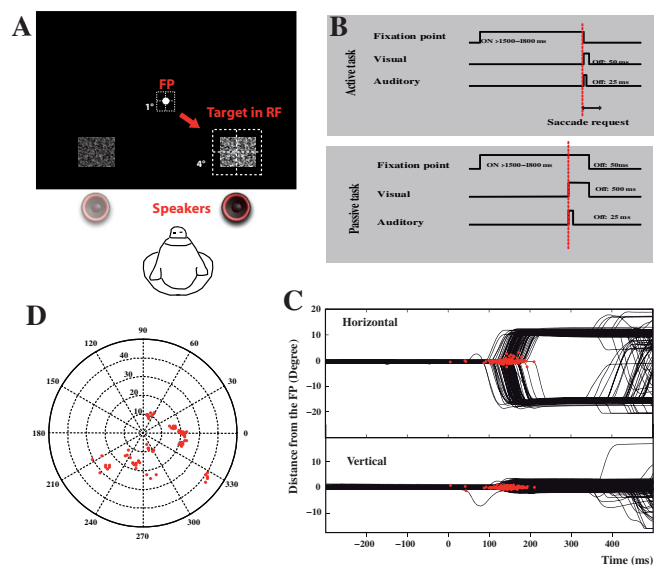 A
FP
1°
Target in RF
4°
Speakers
B
Active task
Fixation point
ON >1500–1800 ms
Visual
Off: 50 ms
Auditory
Off: 25 ms
Saccade request
Passive task
Fixation point
ON >1500–1800 ms
Off: 50ms
Visual
Off: 500 ms
Auditory
Off: 25 ms
D
90
120
60
150
30
180
0
210
330
240
300
270
40
30
20
10
C
Distance from the FP (Degree)
Horizontal
20
10
0
−10
−20
Vertical
10
0
−10
−200
−100
0
100
200
300
400
Time (ms)